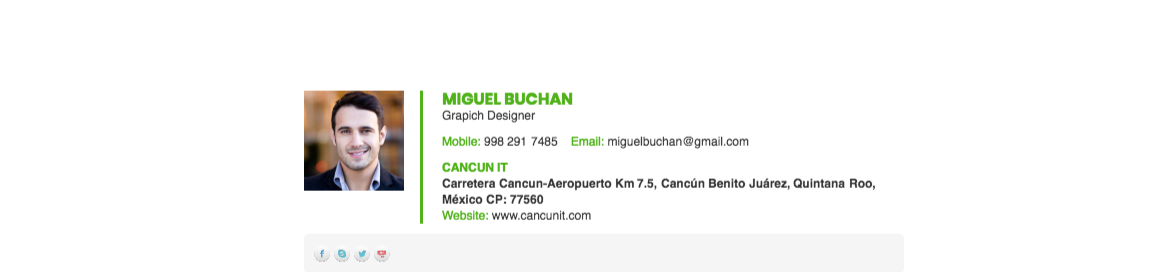 MIGUEL BUCHAN
Grapich Designer
Mobile: 998 291 7485 Email: miguelbuchan@gmail.com
CANCUN IT
Carretera Cancun-Aeropuerto Km 7.5, Cancún Benito Juárez, Quintana Roo,
México CP: 77560
Website: www.cancunit.com